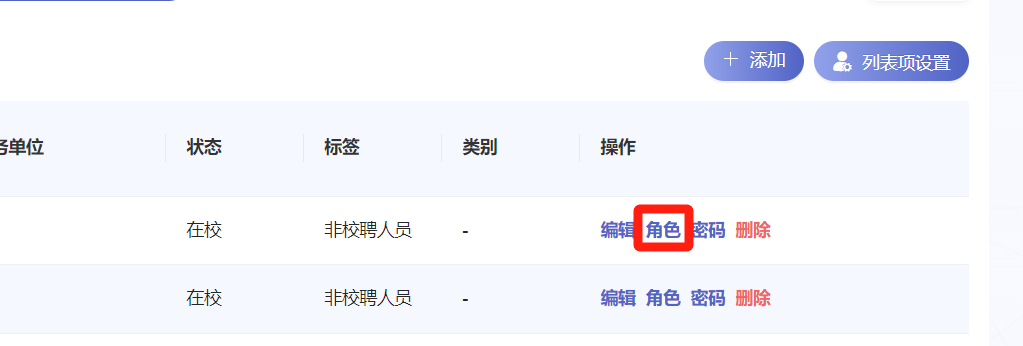 添加 列表项设置
务单位 状态 标签 类别 操作
在校 非校聘人员 - 编辑 角色 密码 删除
在校 非校聘人员 - 编辑 角色 密码 删除